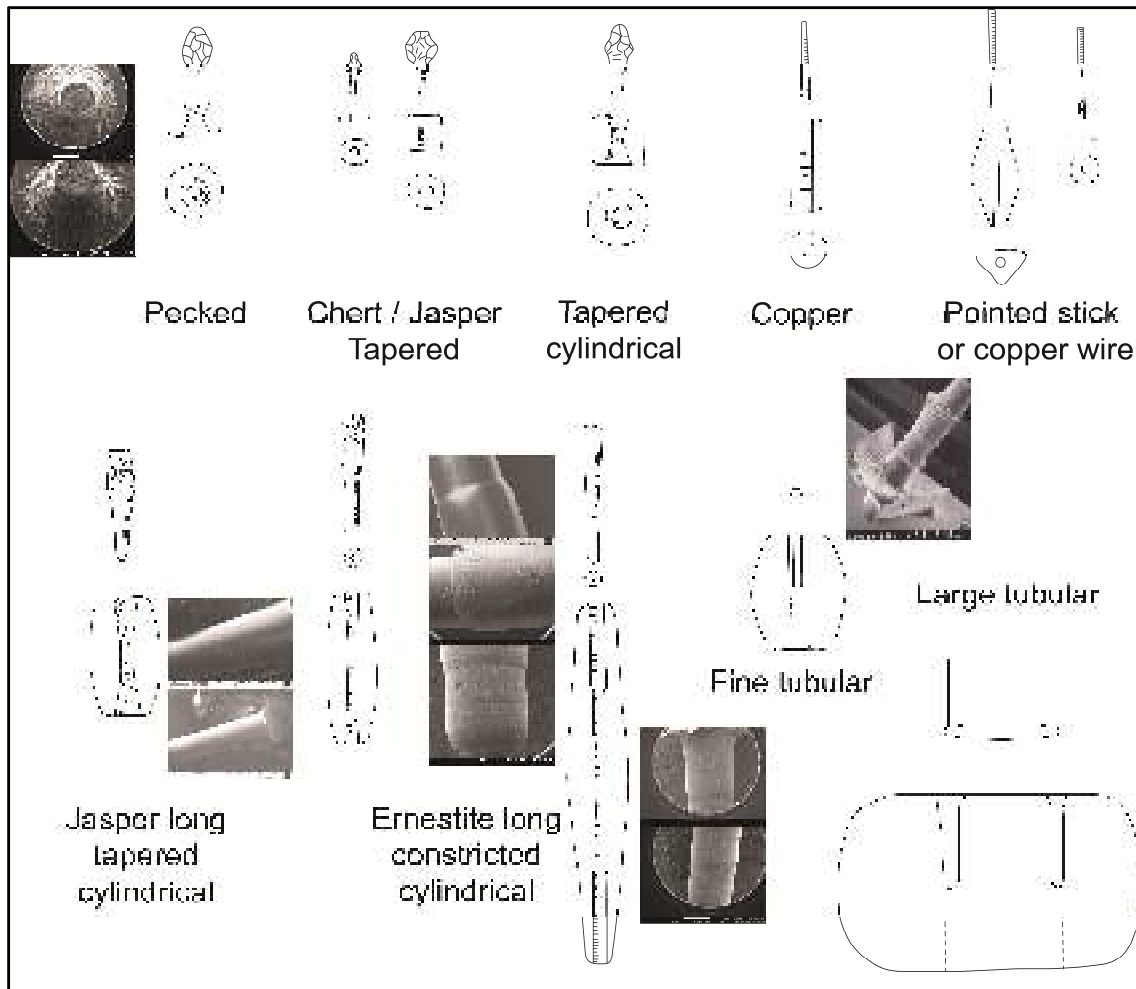 Pecked
Chert / Jasper
Tapered
Tapered
cylindrical
Copper
Pointed stick
or copper wire
Large tubular
Fine tubular
Jasper long
tapered
cylindrical
Ernestite long
constricted
cylindrical